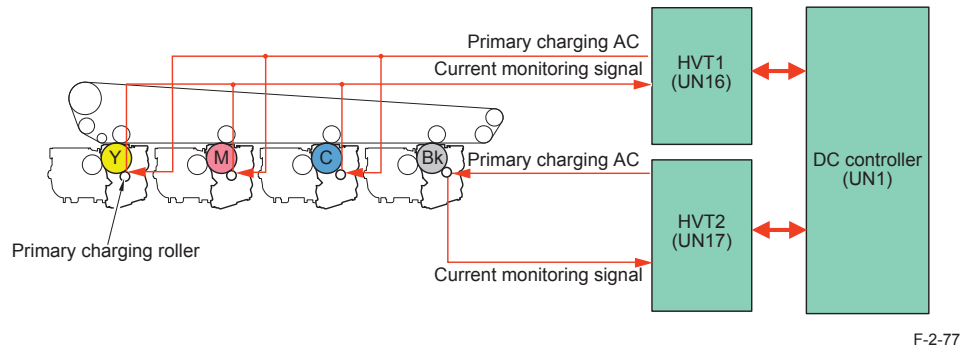 Primary charging AC
Current monitoring signal
HVT1
(UN16)
Y
M
C
Bk
Primary charging AC
DC controller
(UN1)
HVT2
(UN17)
Primary charging roller
Current monitoring signal
F-2-77